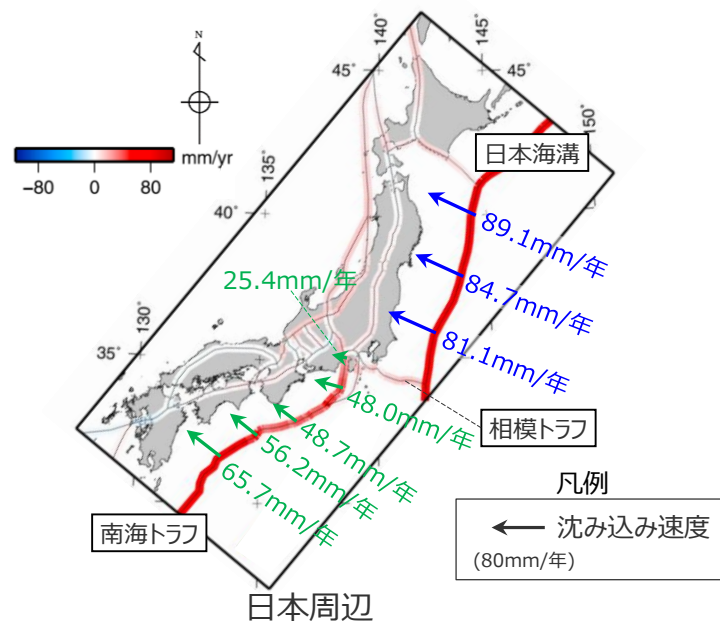 N
140
145
45°
45°
150
日本海溝
mm/yr
−80
0
80
135
40°
89.1mm/年
25.4mm/年
84.7mm/年
130
81.1mm/年
35°
48.0mm/年
相模トラフ
48.7mm/年
56.2mm/年
65.7mm/年
南海トラフ
凡例
沈み込み速度
(80mm/年)
日本周辺